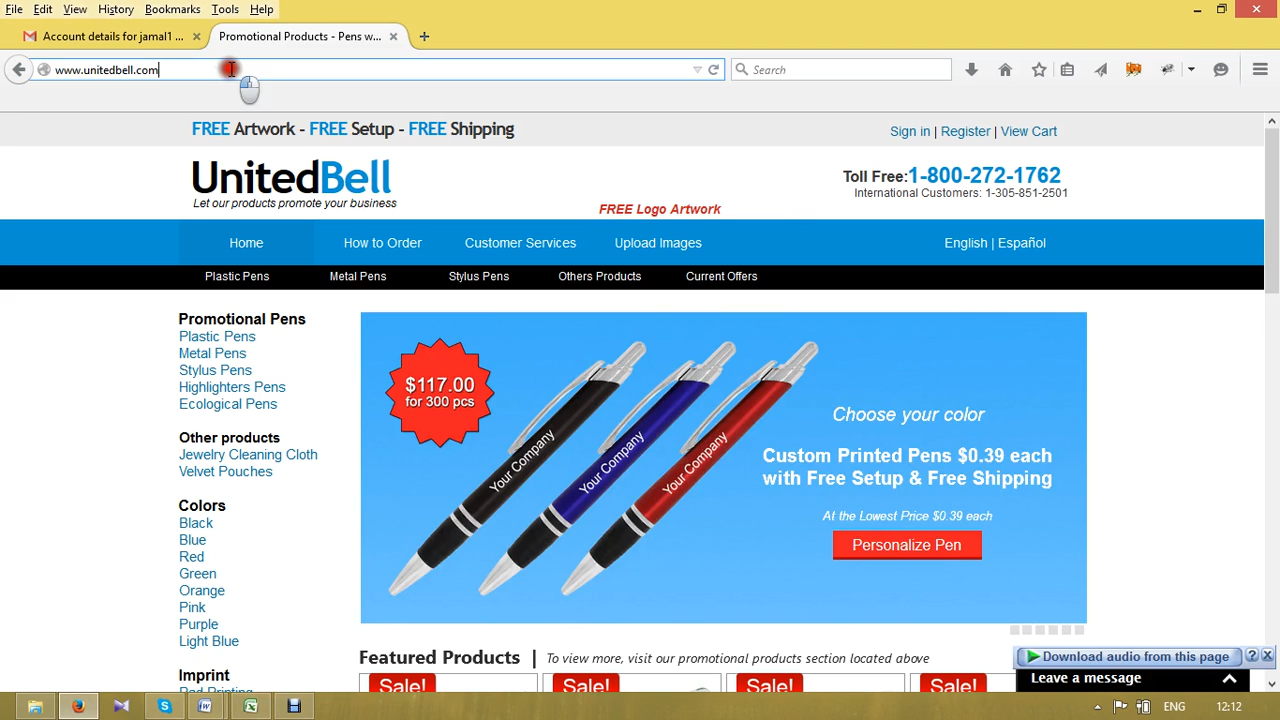 File Edit View History Bookmarks Tools Help
Account details for jamal1 ... × Promotional Products - Pens w... ×
www.unitedbell.com Search
FREE Artwork - FREE Setup - FREE Shipping
Sign in | Register | View Cart
UnitedBell
Let our products promote your business
FREE Logo Artwork
Toll Free:1-800-272-1762
International Customers: 1-305-851-2501
Home How to Order Customer Services Upload Images English | Español
Plastic Pens Metal Pens Stylus Pens Others Products Current Offers
Promotional Pens
Plastic Pens
Metal Pens
Stylus Pens
Highlighters Pens
Ecological Pens
Other products
Jewelry Cleaning Cloth
Velvet Pouches
Colors
Black
Blue
Red
Green
Orange
Pink
Purple
Light Blue
Imprint
Red Printing
$117.00
for 300 pcs
Your Company
Your Company
Your Company
Choose your color
Custom Printed Pens $0.39 each
with Free Setup & Free Shipping
At the Lowest Price $0.39 each
Personalize Pen
Featured Products | To view more, visit our promotional products section located above
Sale! Sale! Sale! Sale!
Download audio from this page ? X
Leave a message
ENG 12:12